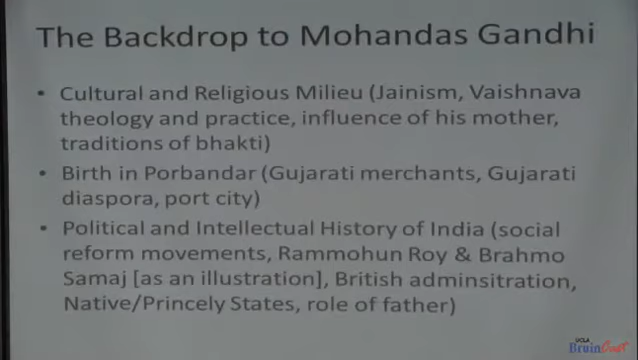 The Backdrop to Mohandas Gandhi
• Cultural and Religious Milieu (Jainism, Vaishnava
theology and practice, influence of his mother,
traditions of bhakti)
• Birth in Porbandar (Gujarati merchants, Gujarati
diaspora, port city)
• Political and Intellectual History of India (social
reform movements, Rammohun Roy & Brahmo
Samaj [as an illustration], British adminsitration,
Native/Princely States, role of father)
UCLA
BruinCast